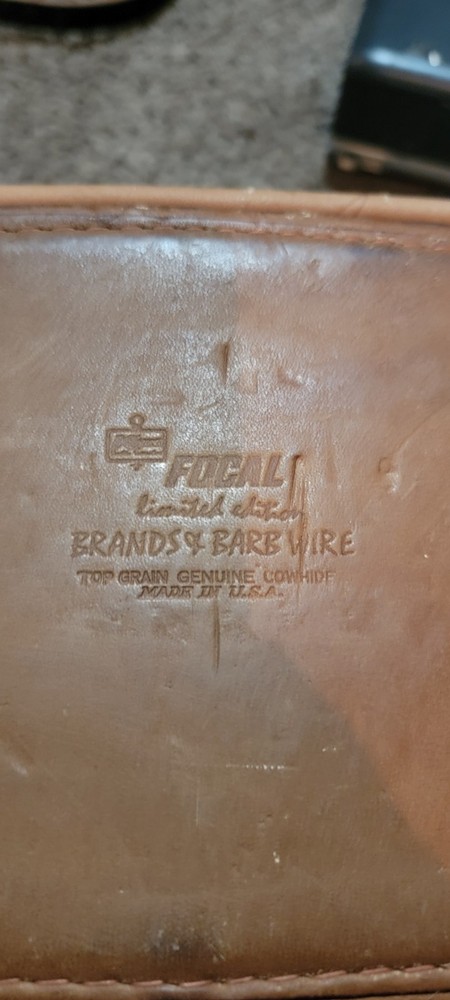 FOCAL
limited edition
BRANDS & BARB WIRE
TOP GRAIN GENUINE COWHIDE
MADE IN U.S.A.